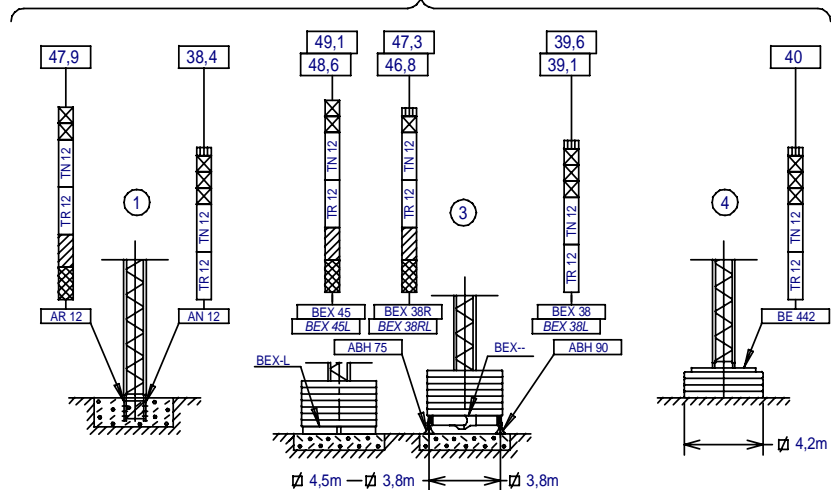 49,1 47,3 39,6
47,9 38,4 48,6 46,8 39,1 40
TN 12 TN 12 TN 12 TN 12 TN 12 TN 12
TR 12 TR 12 TR 12 TR 12 TR 12 TR 12
1 3 4
AR 12 AN 12 BEX 45 BEX 38R BEX 38 BE 442
BEX 45L BEX 38RL BEX 38L
BEX-L ABH 75 BEX-- ABH 90
4,2m
4,5m 3,8m 3,8m